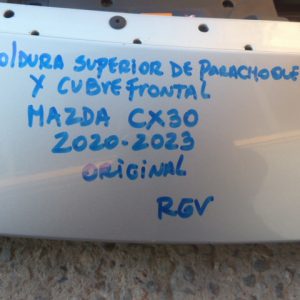 OLDURA SUPERIOR DE PARACHOQUE
Y CUBRE FRONTAL
MAZDA CX30
2020-2023
ORIGINAL
RGV